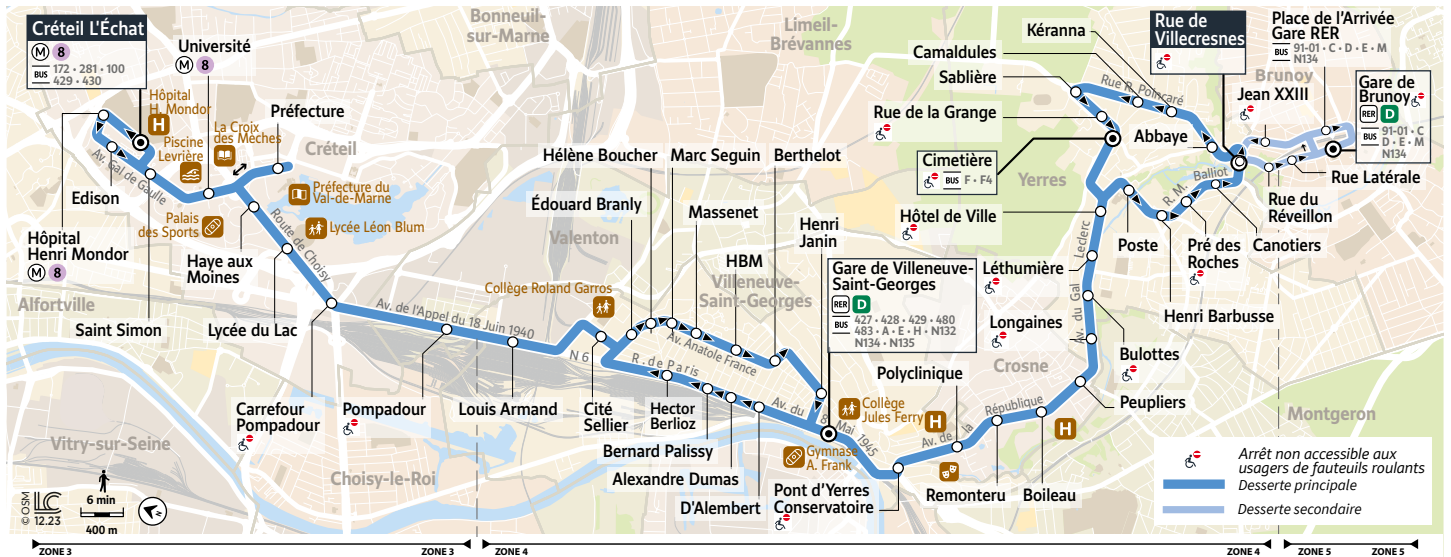 Créteil L'Échat
M 8
BUS 172 • 281 • 100
429 • 430
Université
M 8
Bonneuil-
sur-Marne
Limeil-
Brévannes
Hôpital
H. Mondor
H
Piscine
Levrière
La Croix
des Mèches
Préfecture
Créteil
Av. Gal de Gaulle
Edison
Palais
des Sports
Préfecture du
Val-de-Marne
Lycée Léon Blum
Hôpital
Henri Mondor
M 8
Haye aux
Moines
Route de Choisy
Alfortville
Saint Simon
Lycée du Lac
Av. de l'Appel du 18 Juin 1940
Carrefour
Pompadour
Pompadour
Louis Armand
Vitry-sur-Seine
Choisy-le-Roi
Valenton
Collège Roland Garros
N 6
Cité
Sellier
Hélène Boucher
Marc Seguin
Berthelot
Édouard Branly
Massenet
HBM
Henri
Janin
Villeneuve-
Saint-Georges
Av. Anatole France
R. de Paris
Hector
Berlioz
Bernard Palissy
Alexandre Dumas
D'Alembert
Av. du 8 Mai 1945
Gare de Villeneuve-
Saint-Georges
RER D
BUS 427 • 428 • 429 • 480
483 • A • E • H • N132
N134 • N135
Collège
Jules Ferry
Gymnase
A. Frank
Pont d'Yerres
Conservatoire
Polyclinique
H
Av. de la République
Remonteru
Boileau
H
Peupliers
Bulottes
Longaines
Léthumière
Crosne
Av. du Gal Leclerc
Hôtel de Ville
Yerres
Cimetière
BUS F • F4
Rue de la Grange
Sablière
Camaldules
Kéranna
Rue R. Poincaré
Abbaye
Rue de
Villecresnes
Place de l'Arrivée
Gare RER
BUS 91-01 • C • D • E • M
N134
Brunoy
Jean XXIII
Gare de
Brunoy
RER D
BUS 91-01 • C
D • E • M
N134
Rue Latérale
Rue du
Réveillon
R. M. Balliot
Poste
Pré des
Roches
Canotiers
Henri Barbusse
Montgeron
Arrêt non accessible aux
usagers de fauteuils roulants
Desserte principale
Desserte secondaire
© OSM
LC
12.23
6 min
400 m
ZONE 3
ZONE 3
ZONE 4
ZONE 4
ZONE 5
ZONE 5